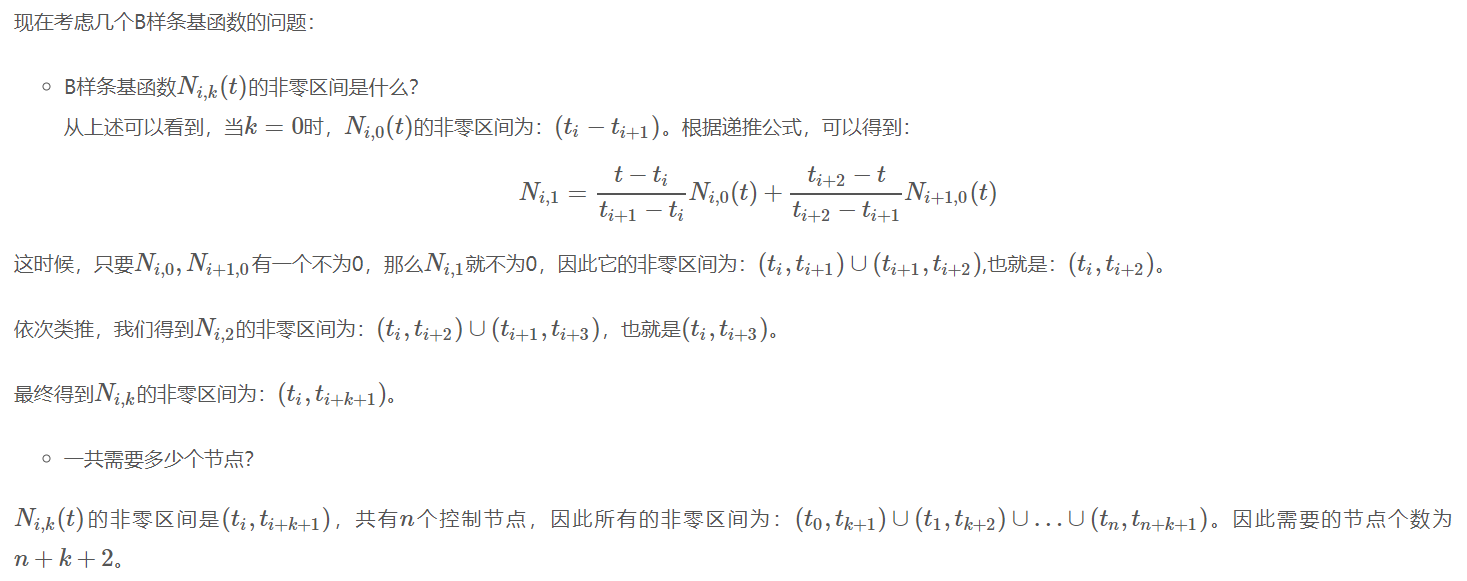 现在考虑几个B样条基函数的问题：
B样条基函数$N_{i,k}(t)$的非零区间是什么？
从上述可以看到，当$k=0$时，$N_{i,0}(t)$的非零区间为：$(t_i-t_{i+1})$。根据递推公式，可以得到：
$$N_{i,1}=\frac{t-t_i}{t_{i+1}-t_i}N_{i,0}(t)+\frac{t_{i+2}-t}{t_{i+2}-t_{i+1}}N_{i+1,0}(t)$$
这时候，只要$N_{i,0},N_{i+1,0}$有一个不为0，那么$N_{i,1}$就不为0，因此它的非零区间为：$(t_i,t_{i+1})\cup(t_{i+1},t_{i+2})$,也就是：$(t_i,t_{i+2})$。
依次类推，我们得到$N_{i,2}$的非零区间为：$(t_i,t_{i+2})\cup(t_{i+1},t_{i+3})$，也就是$(t_i,t_{i+3})$。
最终得到$N_{i,k}$的非零区间为：$(t_i,t_{i+k+1})$。
一共需要多少个节点？
$N_{i,k}(t)$的非零区间是$(t_i,t_{i+k+1})$，共有$n$个控制节点，因此所有的非零区间为：$(t_0,t_{k+1})\cup(t_1,t_{k+2})\cup\ldots\cup(t_n,t_{n+k+1})$。因此需要的节点个数为
$n+k+2$。